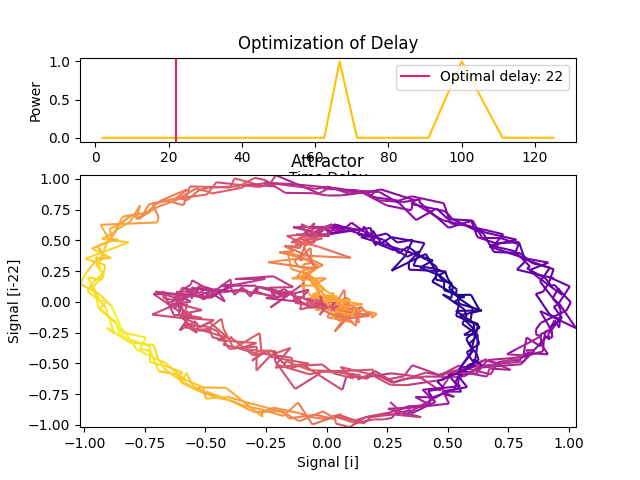 Optimization of Delay
Power
1.0
0.5
0.0
Optimal delay: 22
0 20 40 60 80 100 120
Time Delay
Attractor
Signal [i-22]
1.00
0.75
0.50
0.25
0.00
−0.25
−0.50
−0.75
−1.00
−1.00 −0.75 −0.50 −0.25 0.00 0.25 0.50 0.75 1.00
Signal [i]